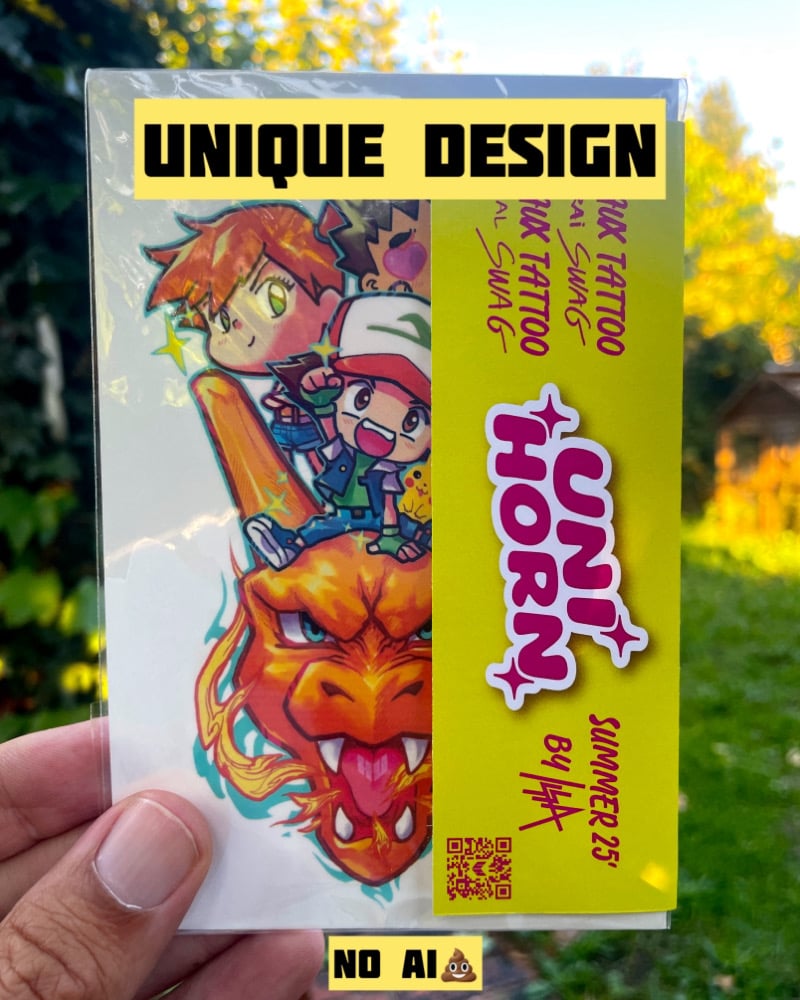 UNIQUE DESIGN
TATTOO
SWAG
TATTOO
SWAG
UNI
HORN
SUMMER 25'
BY
NO AI💩